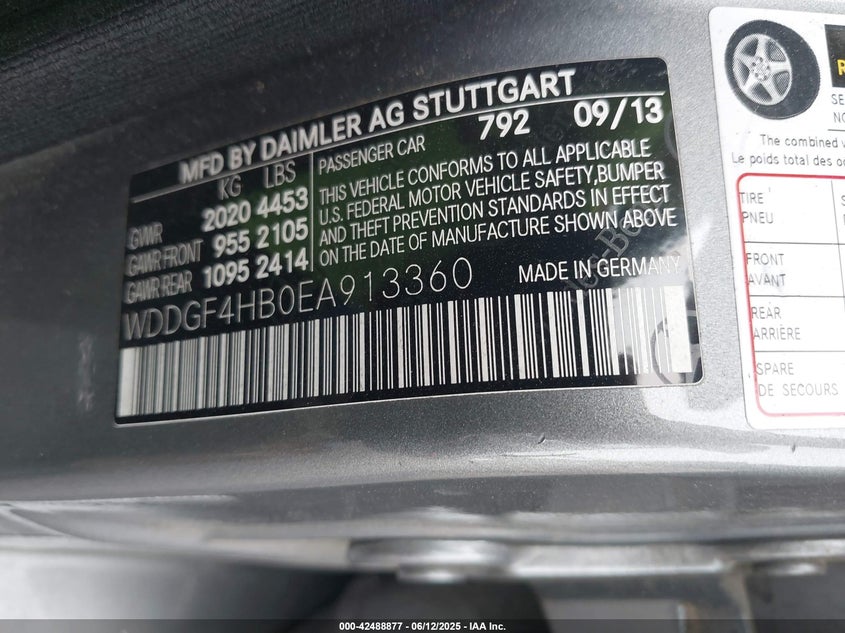 MFD BY DAIMLER AG STUTTGART
KG LBS
PASSENGER CAR
792 09/13
GVWR 2020 4453
GAWR FRONT 955 2105
GAWR REAR 1095 2414
THIS VEHICLE CONFORMS TO ALL APPLICABLE
U.S. FEDERAL MOTOR VEHICLE SAFETY,BUMPER
AND THEFT PREVENTION STANDARDS IN EFFECT
ON THE DATE OF MANUFACTURE SHOWN ABOVE
WDDGF4HB0EA913360
MADE IN GERMANY
The combined
Le poids total des
TIRE
PNEU
FRONT
AVANT
REAR
ARRIÈRE
SPARE
DE SECOURS
000-42488877 - 06/12/2025 - IAA Inc.